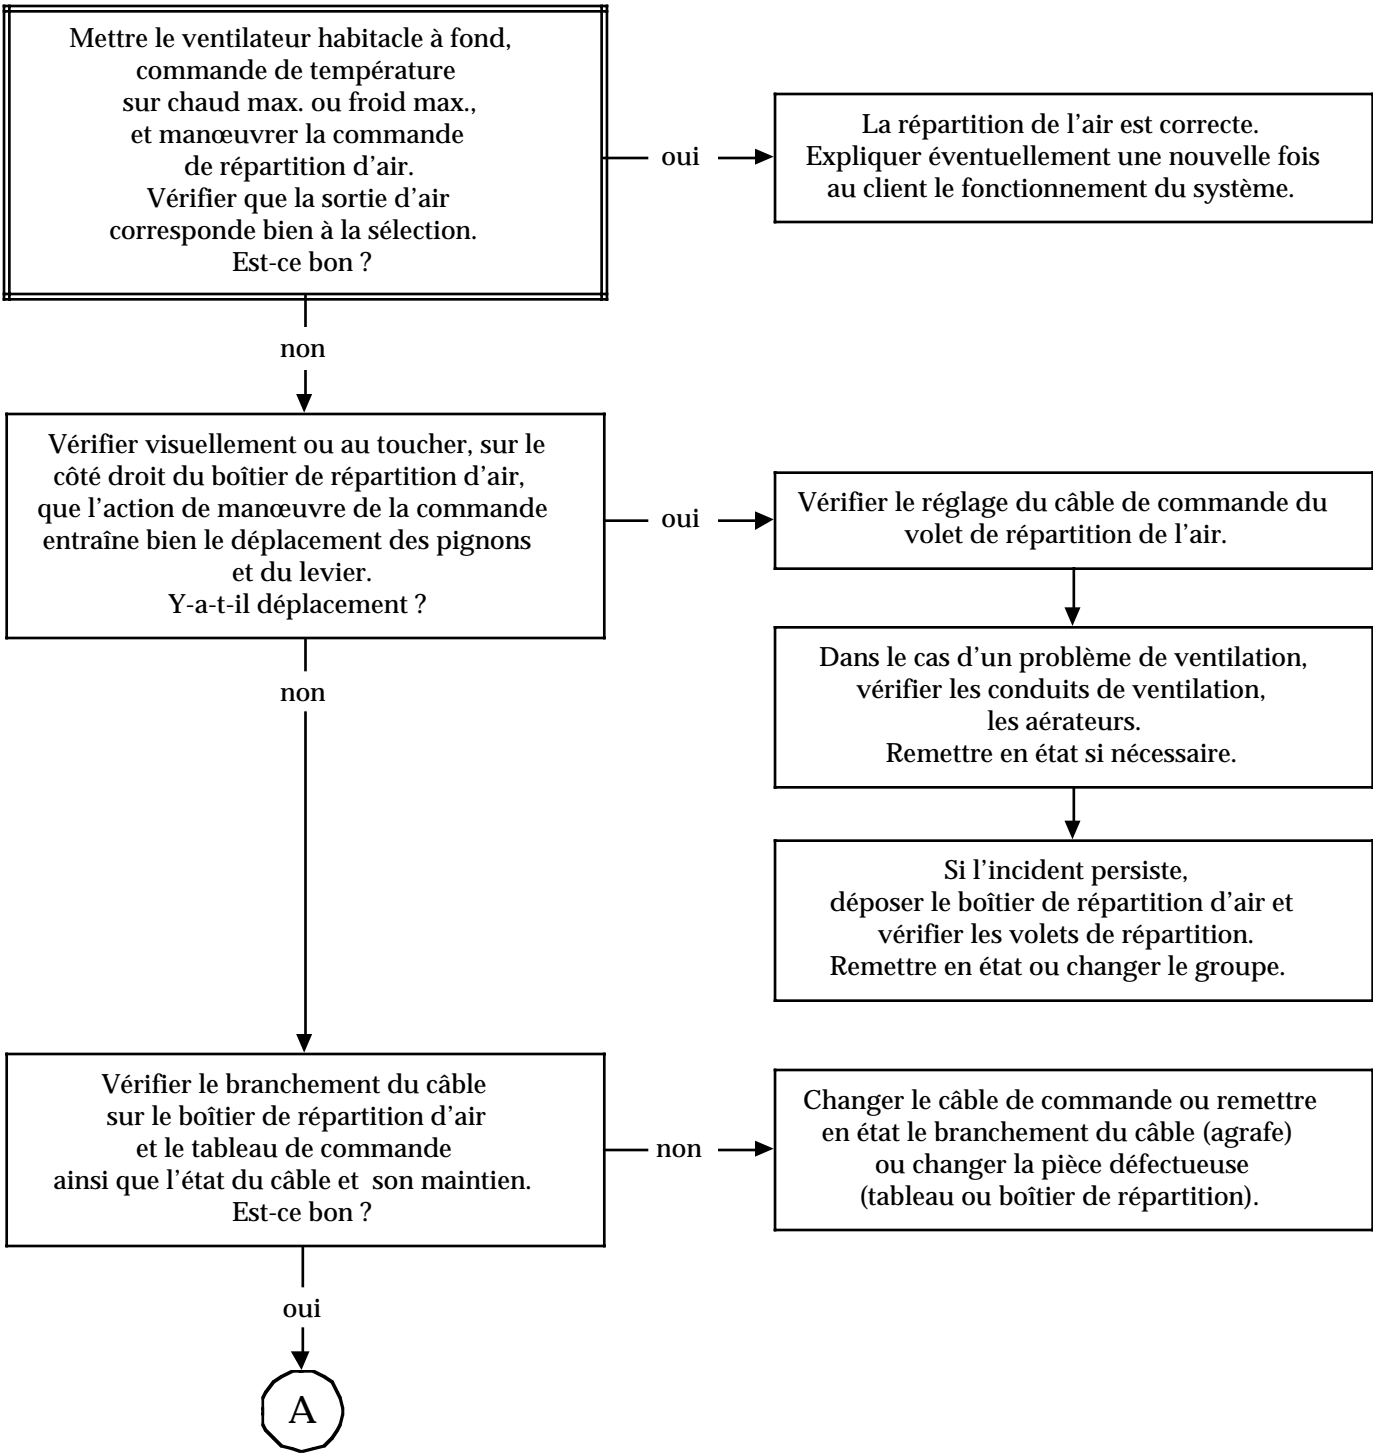 Mettre le ventilateur habitacle à fond,
commande de température
sur chaud max. ou froid max.,
et manœuvrer la commande
de répartition d'air.
Vérifier que la sortie d'air
corresponde bien à la sélection.
Est-ce bon ?
oui
La répartition de l'air est correcte.
Expliquer éventuellement une nouvelle fois
au client le fonctionnement du système.
non
Vérifier visuellement ou au toucher, sur le
côté droit du boîtier de répartition d'air,
que l'action de manœuvre de la commande
entraîne bien le déplacement des pignons
et du levier.
Y-a-t-il déplacement ?
oui
Vérifier le réglage du câble de commande du
volet de répartition de l'air.
Dans le cas d'un problème de ventilation,
vérifier les conduits de ventilation,
les aérateurs.
Remettre en état si nécessaire.
Si l'incident persiste,
déposer le boîtier de répartition d'air et
vérifier les volets de répartition.
Remettre en état ou changer le groupe.
non
Vérifier le branchement du câble
sur le boîtier de répartition d'air
et le tableau de commande
ainsi que l'état du câble et son maintien.
Est-ce bon ?
non
Changer le câble de commande ou remettre
en état le branchement du câble (agrafe)
ou changer la pièce défectueuse
(tableau ou boîtier de répartition).
oui
A